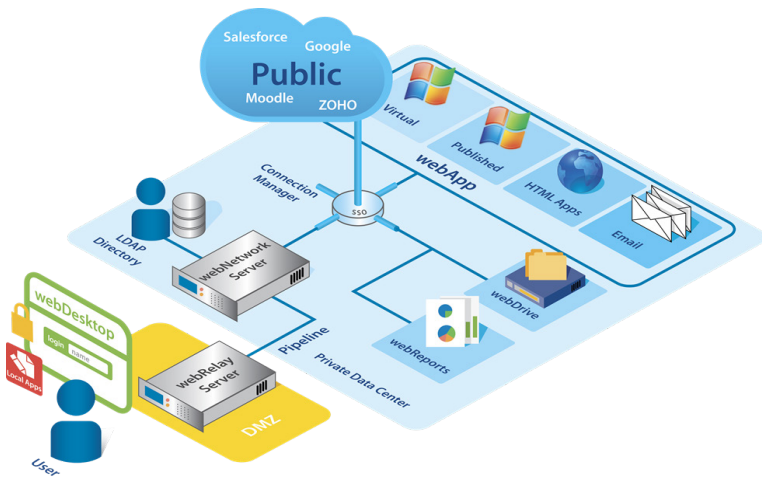 Salesforce
Google
Public
Moodle
ZOHO
Virtual
Published
webApp
HTML Apps
Email
Connection
Manager
SSO
LDAP
Directory
webNetwork
Server
webDrive
webReports
Pipeline
Private Data Center
webDesktop
login
name
Local Apps
webRelay
Server
DMZ
User